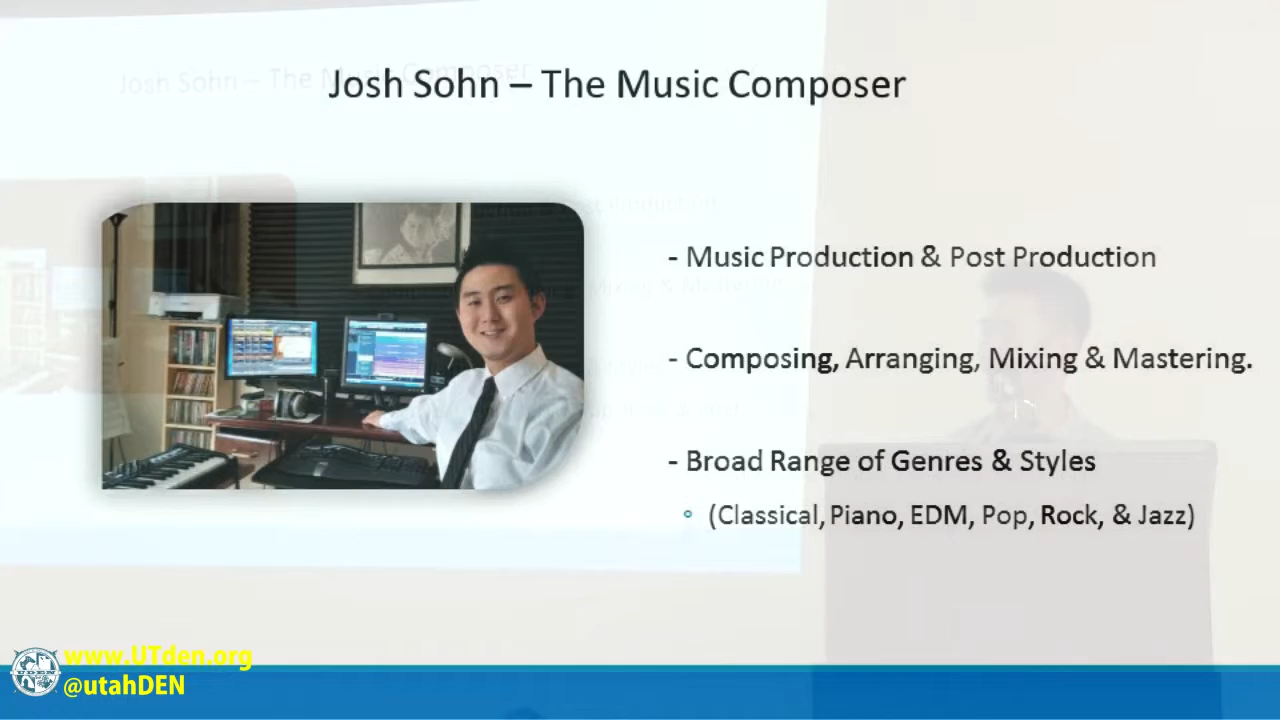 Josh Sohn – The Music Composer
- Music Production & Post Production
- Composing, Arranging, Mixing & Mastering.
- Broad Range of Genres & Styles
(Classical, Piano, EDM, Pop, Rock, & Jazz)
www.UTden.org
@utahDEN
UDEN